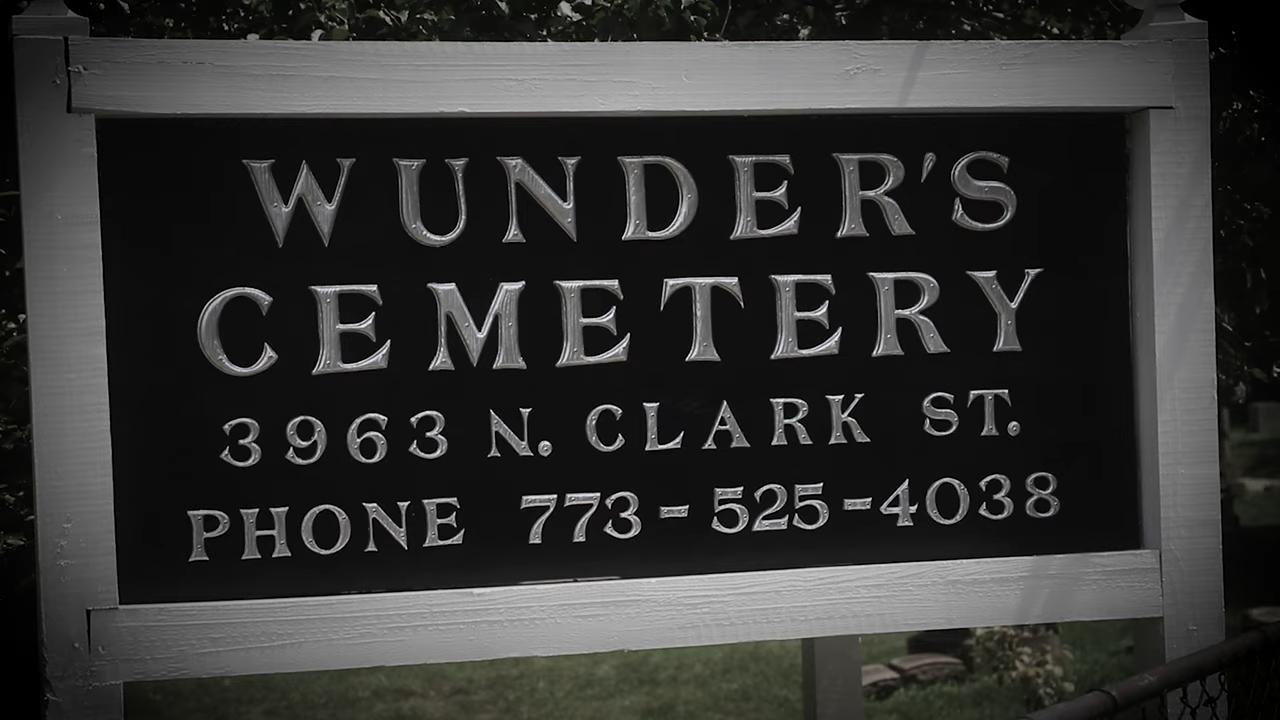 WUNDER'S
CEMETERY
3963 N. CLARK ST.
PHONE 773-525-4038